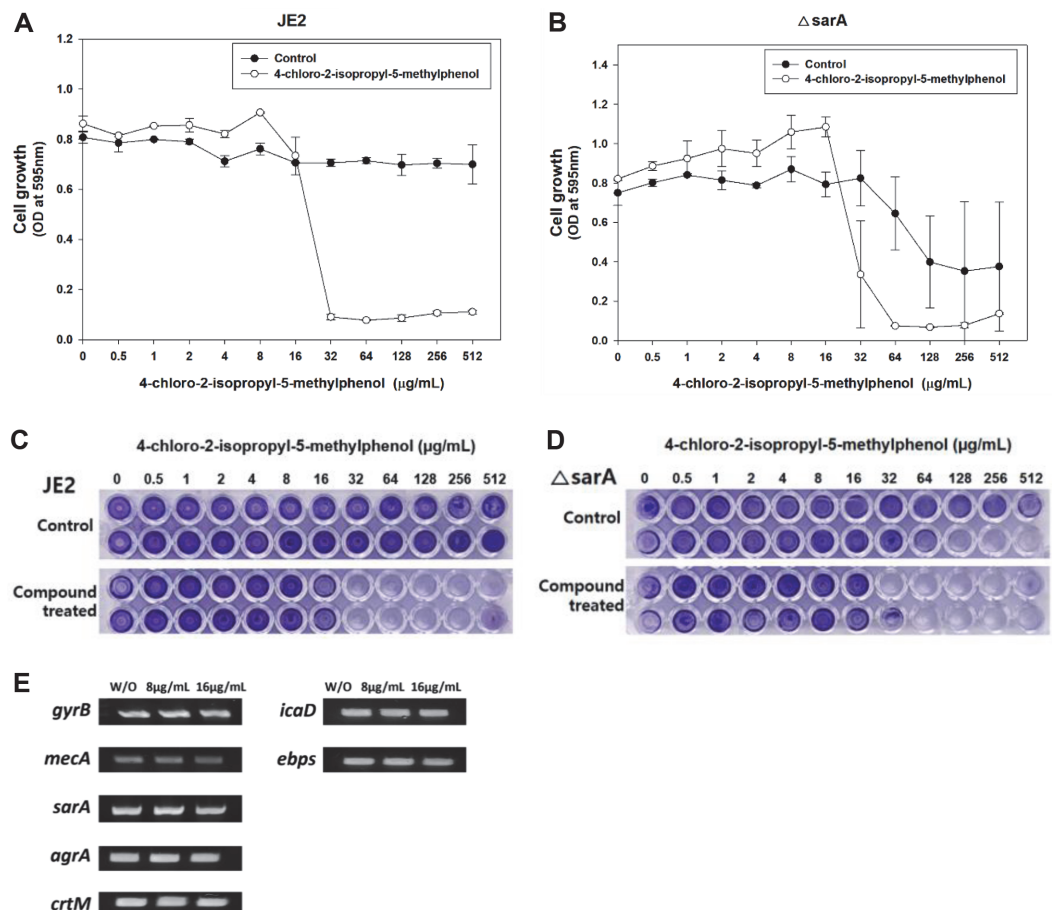 A
JE2
1.2
1.0
0.8
0.6
0.4
0.2
0.0
Cell growth
(OD at 595nm)
Control
4-chloro-2-isopropyl-5-methylphenol
0 0.5 1 2 4 8 16 32 64 128 256 512
4-chloro-2-isopropyl-5-methylphenol (µg/mL)
B
△ sarA
1.4
1.2
1.0
0.8
0.6
0.4
0.2
0.0
Cell growth
(OD at 595nm)
Control
4-chloro-2-isopropyl-5-methylphenol
0 0.5 1 2 4 8 16 32 64 128 256 512
4-chloro-2-isopropyl-5-methylphenol (µg/mL)
C
4-chloro-2-isopropyl-5-methylphenol (µg/mL)
0 0.5 1 2 4 8 16 32 64 128 256 512
JE2
Control
Compound
treated
D
4-chloro-2-isopropyl-5-methylphenol (µg/mL)
0 0.5 1 2 4 8 16 32 64 128 256 512
△sarA
Control
Compound
treated
E
W/O 8µg/mL 16µg/mL
gyrB
mecA
sarA
agrA
crtM
W/O 8µg/mL 16µg/mL
icaD
ebps